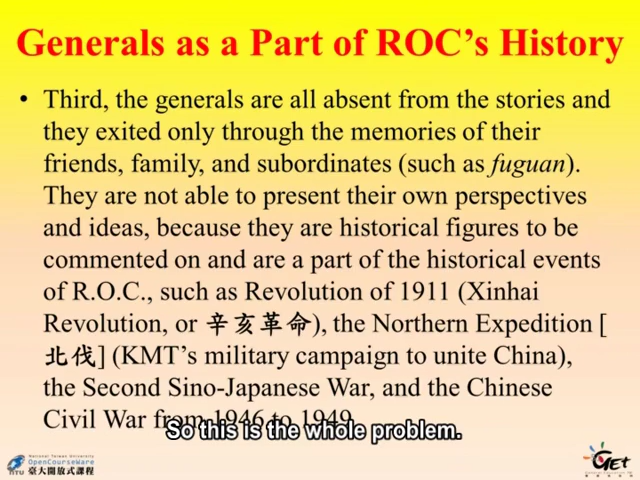 Generals as a Part of ROC's History
• Third, the generals are all absent from the stories and
they exited only through the memories of their
friends, family, and subordinates (such as fuguan).
They are not able to present their own perspectives
and ideas, because they are historical figures to be
commented on and are a part of the historical events
of R.O.C., such as Revolution of 1911 (Xinhai
Revolution, or 辛亥革命), the Northern Expedition [
北伐] (KMT's military campaign to unite China),
the Second Sino-Japanese War, and the Chinese
Civil War from 1946 to 1949.
So this is the whole problem.
National Taiwan University
OpenCourseWare
NTU 臺大開放式課程
GET